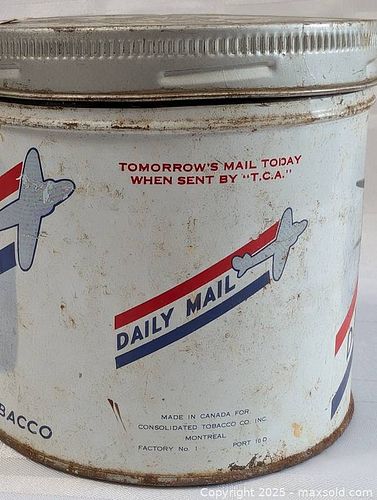 TOMORROW'S MAIL TODAY
WHEN SENT BY "T.C.A."
DAILY MAIL
BACCO
MADE IN CANADA FOR
CONSOLIDATED TOBACCO CO. INC.
MONTREAL
FACTORY No. 1 PORT 10 D
D
Copyright © 2025 - maxsold.com